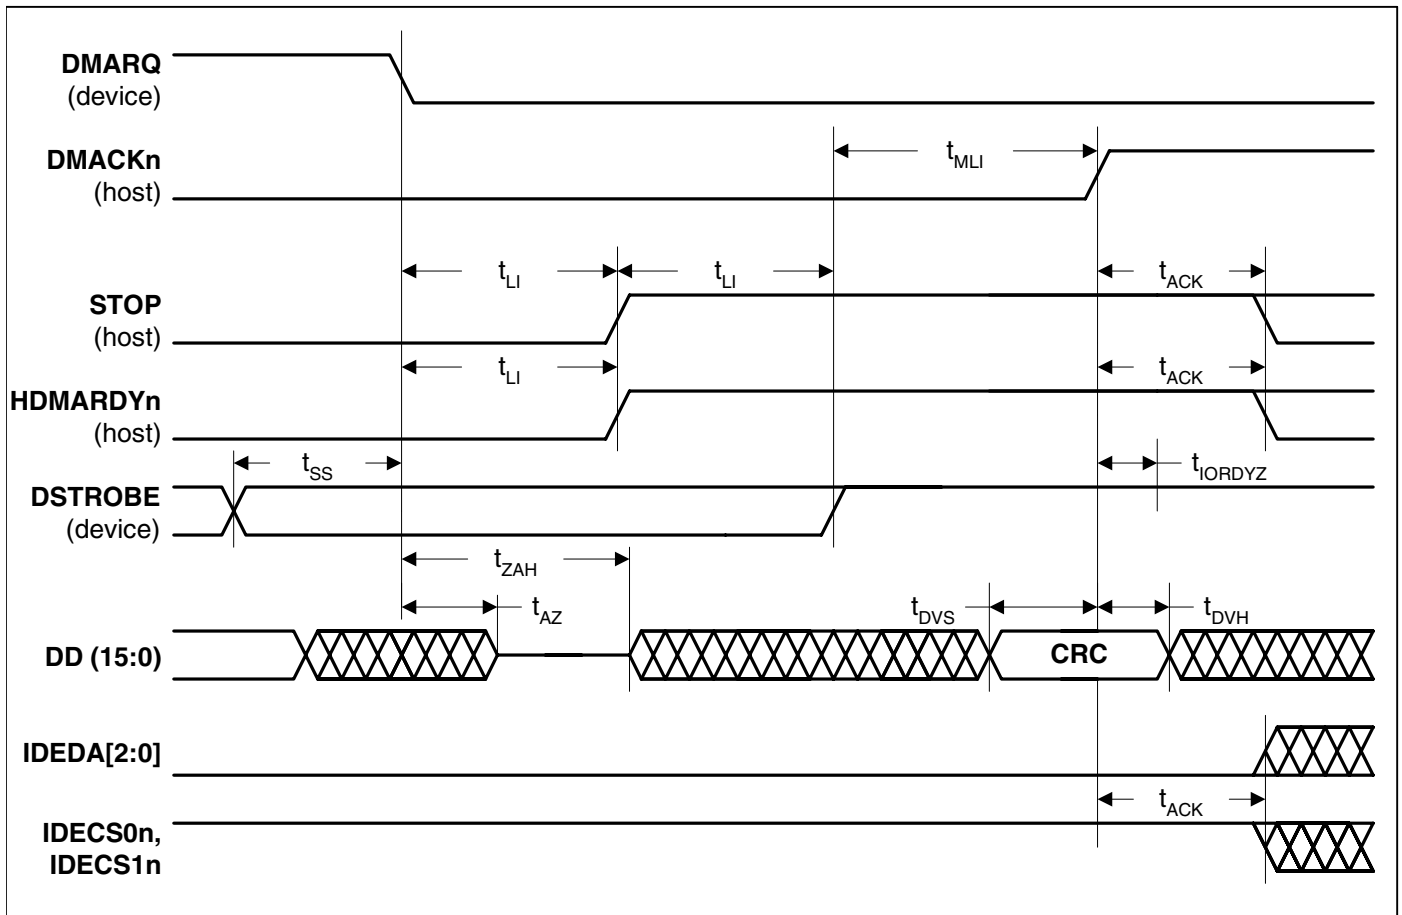 DMARQ
(device)
DMACKn
(host)
tMLI
tLI
tLI
tACK
STOP
(host)
tLI
tACK
HDMARDYn
(host)
tSS
tIORDYZ
DSTROBE
(device)
tZAH
tAZ
tDVS
tDVH
DD (15:0)
CRC
IDEDA[2:0]
tACK
IDECS0n,
IDECS1n